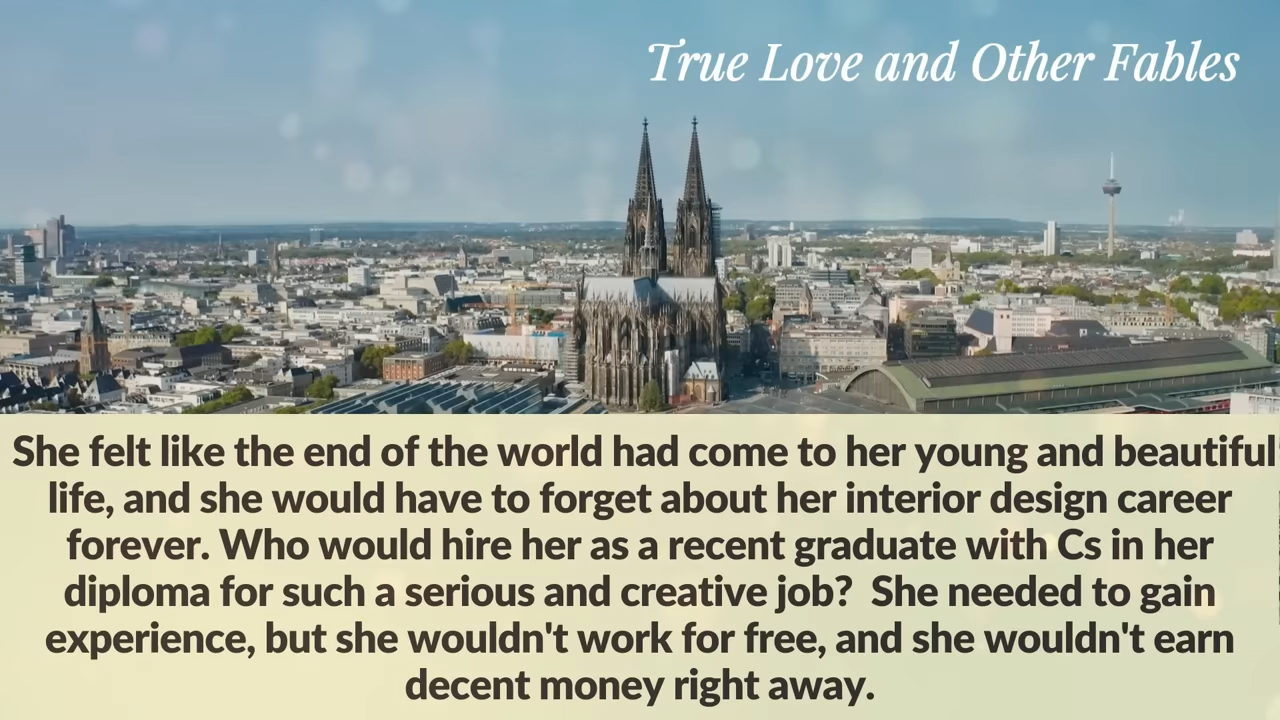 True Love and Other Fables
She felt like the end of the world had come to her young and beautiful
life, and she would have to forget about her interior design career
forever. Who would hire her as a recent graduate with Cs in her
diploma for such a serious and creative job?  She needed to gain
experience, but she wouldn't work for free, and she wouldn't earn
decent money right away.